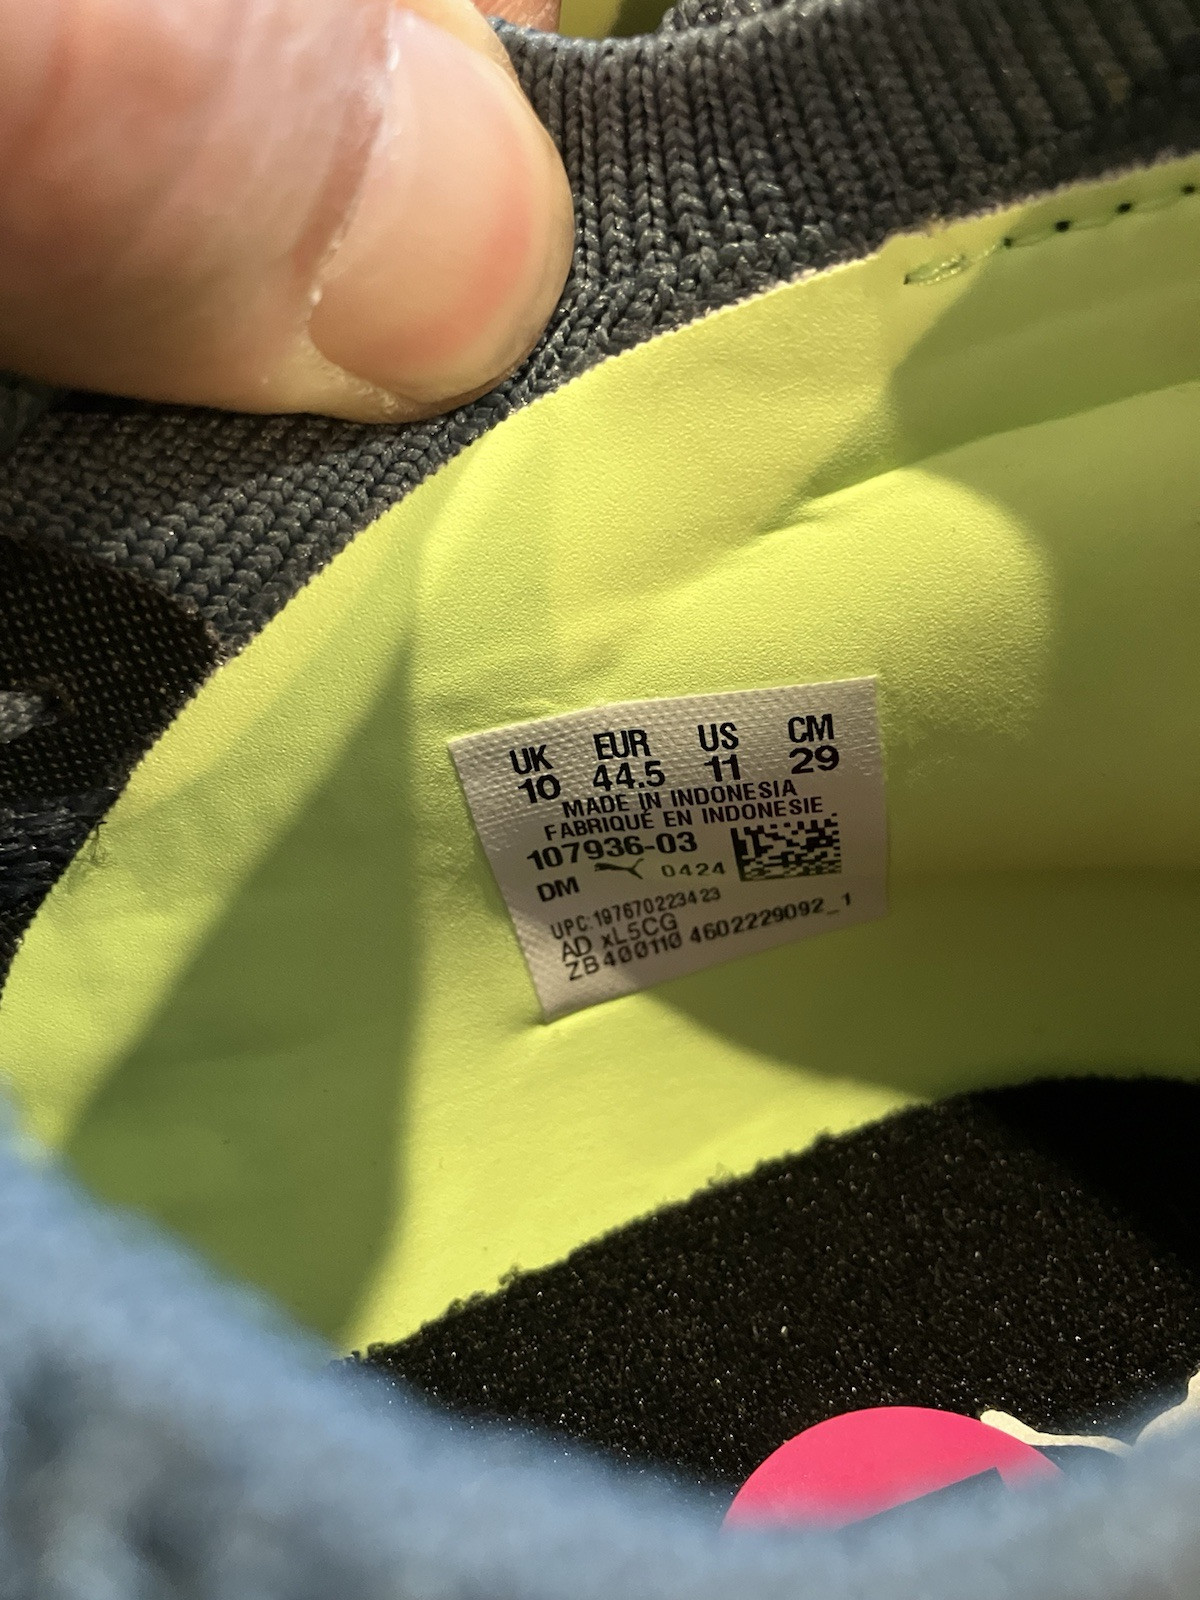 UK EUR US CM
10 44.5 11 29
MADE IN INDONESIA
FABRIQUÉ EN INDONESIE
107936-03
DM 0424
UPC:197670223423
AD xL5CG
ZB400110 4602229092_1